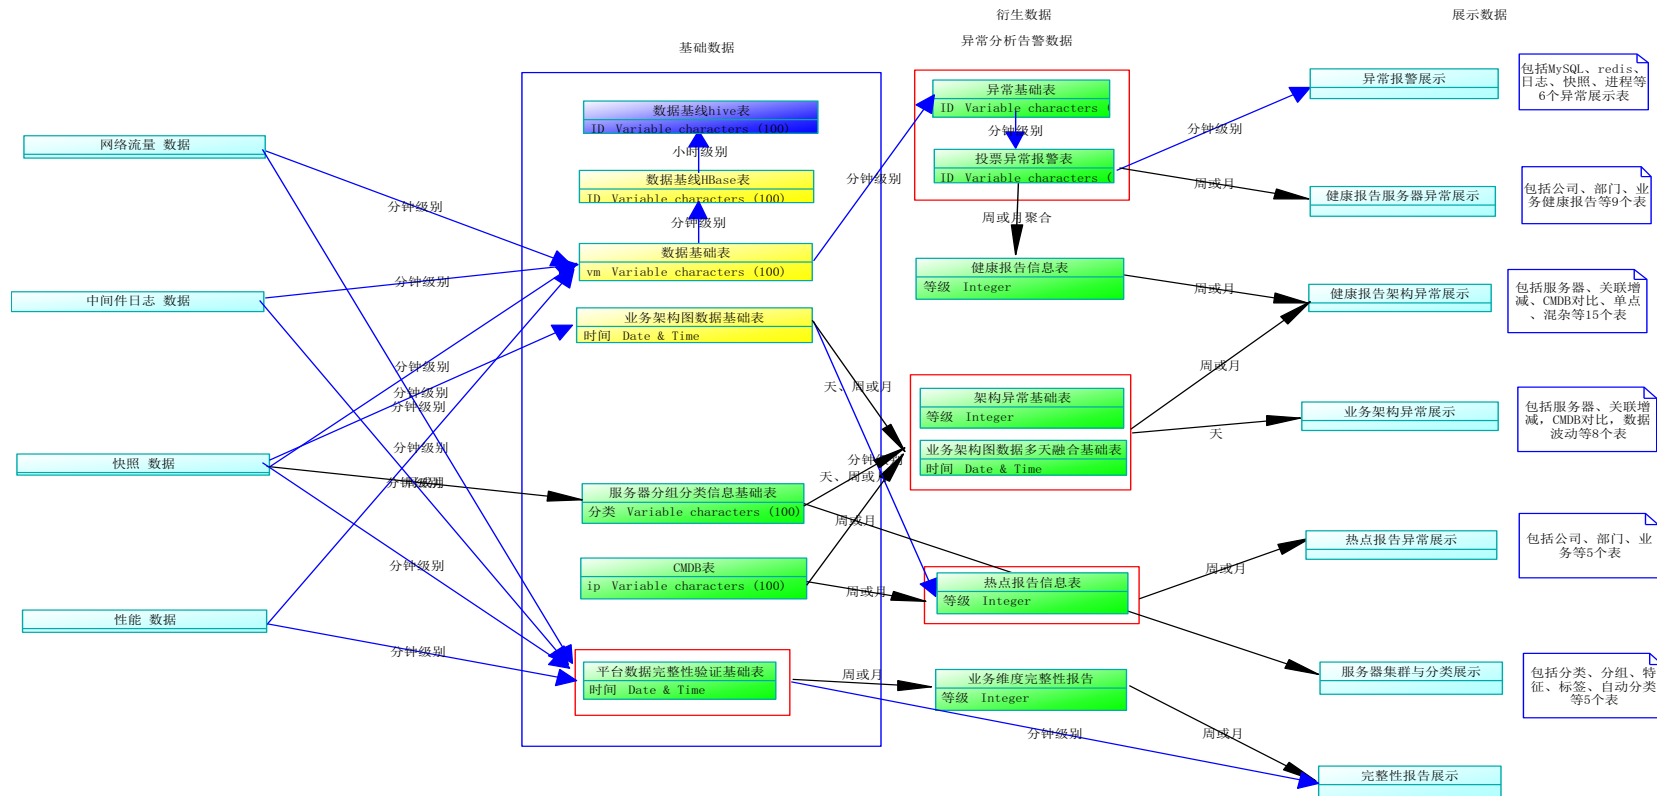 衍生数据
展示数据
基础数据
异常分析告警数据
网络流量 数据
中间件日志 数据
快照 数据
性能 数据
分钟级别
分钟级别
分钟级别
分钟级别
分钟级别
分钟级别
分钟级别
分钟级别
数据基线hive表
ID Variable characters (100)
小时级别
数据基线HBase表
ID Variable characters (100)
分钟级别
数据基础表
vm Variable characters (100)
业务架构图数据基础表
时间 Date & Time
服务器分组分类信息基础表
分类 Variable characters (100)
CMDB表
ip Variable characters (100)
平台数据完整性验证基础表
时间 Date & Time
分钟级别
天、周或月
分钟级别
天、周或月
周或月
周或月
周或月
异常基础表
ID Variable characters (
分钟级别
投票异常报警表
ID Variable characters (
周或月聚合
健康报告信息表
等级 Integer
架构异常基础表
等级 Integer
业务架构图数据多天融合基础表
时间 Date & Time
热点报告信息表
等级 Integer
业务维度完整性报告
等级 Integer
分钟级别
分钟级别
周或月
周或月
周或月
天
周或月
周或月
异常报警展示
健康报告服务器异常展示
健康报告架构异常展示
业务架构异常展示
热点报告异常展示
服务器集群与分类展示
完整性报告展示
包括MySQL、redis、
日志、快照、进程等
6个异常展示表
包括公司、部门、业
务健康报告等9个表
包括服务器、关联增
减、CMDB对比、单点
、混杂等15个表
包括服务器、关联增
减，CMDB对比，数据
波动等8个表
包括公司、部门、业
务等5个表
包括分类、分组、特
征、标签、自动分类
等5个表